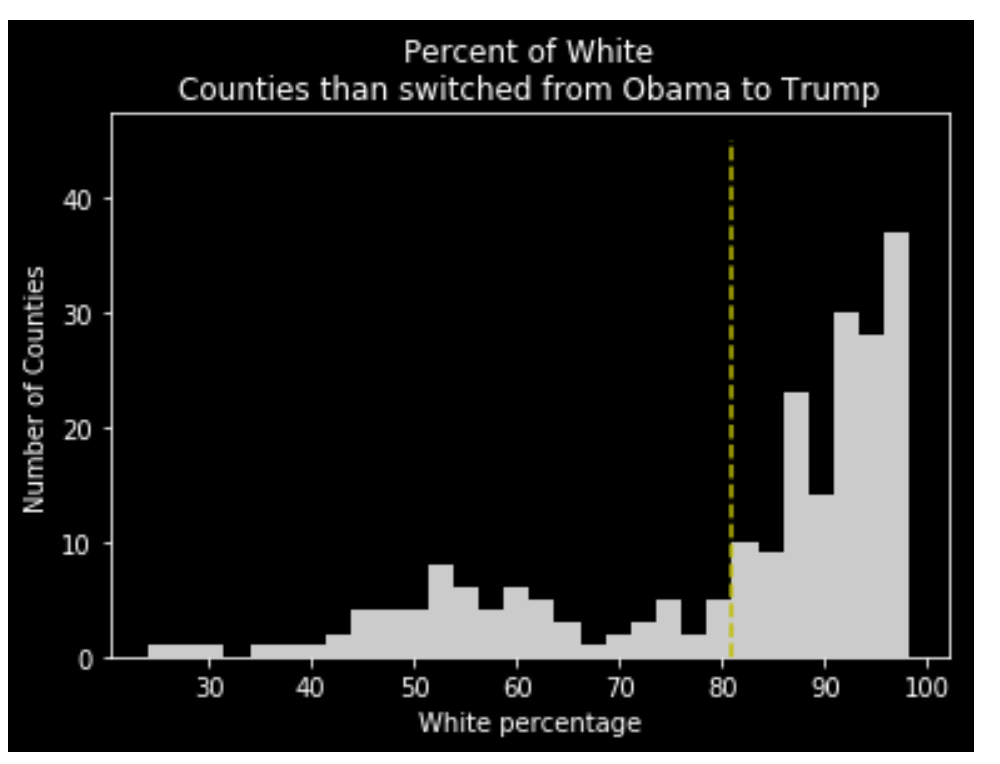 Percent of White
Counties than switched from Obama to Trump
Number of Counties
40
30
20
10
0
30 40 50 60 70 80 90 100
White percentage